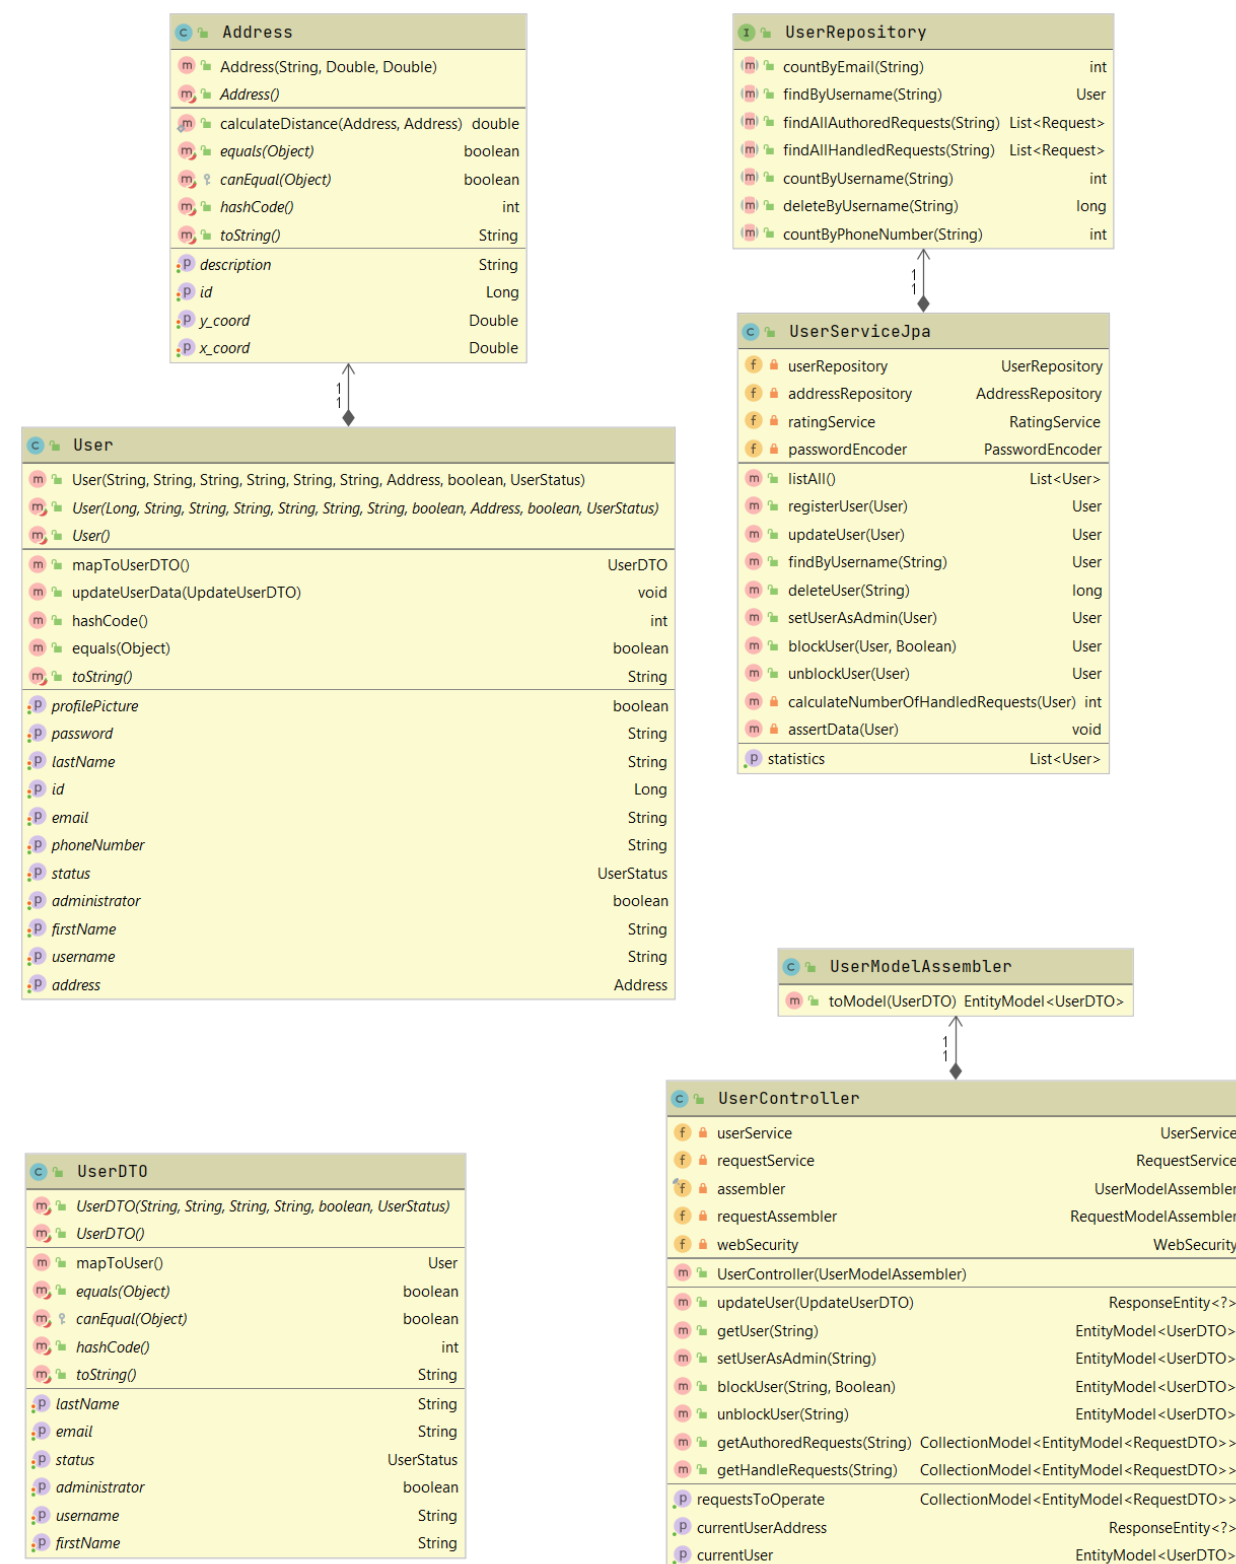 Address
Address(String, Double, Double)
Address()
calculateDistance(Address, Address) double
equals(Object) boolean
canEqual(Object) boolean
hashCode() int
toString() String
description String
id Long
y_coord Double
x_coord Double
1
1
User
User(String, String, String, String, String, String, Address, boolean, UserStatus)
User(Long, String, String, String, String, String, String, boolean, Address, boolean, UserStatus)
User()
mapToUserDTO() UserDTO
updateUserData(UpdateUserDTO) void
hashCode() int
equals(Object) boolean
toString() String
profilePicture boolean
password String
lastName String
id Long
email String
phoneNumber String
status UserStatus
administrator boolean
firstName String
username String
address Address
UserRepository
countByEmail(String) int
findByUsername(String) User
findAllAuthoredRequests(String) List<Request>
findAllHandledRequests(String) List<Request>
countByUsername(String) int
deleteByUsername(String) long
countByPhoneNumber(String) int
1
1
UserServiceJpa
userRepository UserRepository
addressRepository AddressRepository
ratingService RatingService
passwordEncoder PasswordEncoder
listAll() List<User>
registerUser(User) User
updateUser(User) User
findByUsername(String) User
deleteUser(String) long
setUserAsAdmin(User) User
blockUser(User, Boolean) User
unblockUser(User) User
calculateNumberOfHandledRequests(User) int
assertData(User) void
statistics List<User>
UserModelAssembler
toModel(UserDTO) EntityModel<UserDTO>
1
1
UserController
userService UserService
requestService RequestService
assembler UserModelAssembler
requestAssembler RequestModelAssembler
webSecurity WebSecurity
UserController(UserModelAssembler)
updateUser(UpdateUserDTO) ResponseEntity<?>
getUser(String) EntityModel<UserDTO>
setUserAsAdmin(String) EntityModel<UserDTO>
blockUser(String, Boolean) EntityModel<UserDTO>
unblockUser(String) EntityModel<UserDTO>
getAuthoredRequests(String) CollectionModel<EntityModel<RequestDTO>>
getHandleRequests(String) CollectionModel<EntityModel<RequestDTO>>
requestsToOperate CollectionModel<EntityModel<RequestDTO>>
currentUserAddress ResponseEntity<?>
currentUser EntityModel<UserDTO>
UserDTO
UserDTO(String, String, String, String, boolean, UserStatus)
UserDTO()
mapToUser() User
equals(Object) boolean
canEqual(Object) boolean
hashCode() int
toString() String
lastName String
email String
status UserStatus
administrator boolean
username String
firstName String